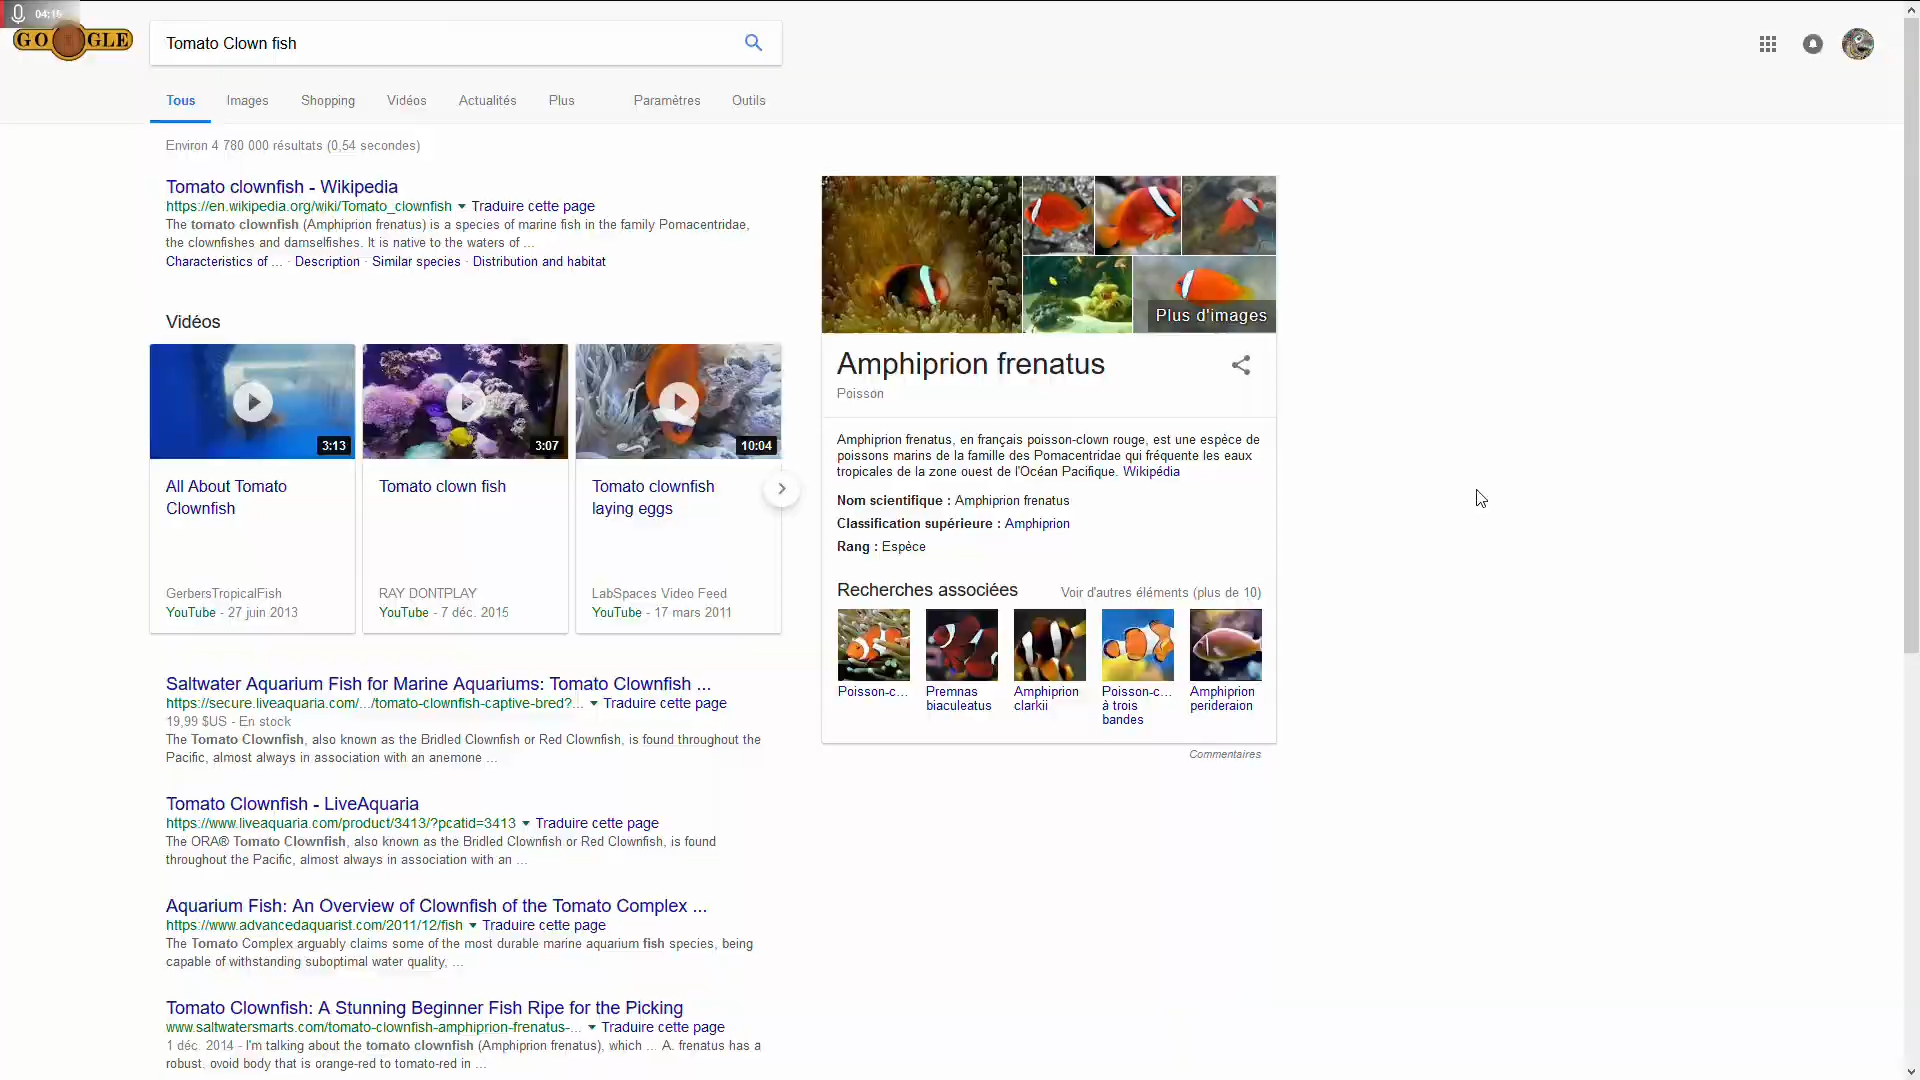 04:15
GOOGLE
Tomato Clown fish
Tous Images Shopping Vidéos Actualités Plus Paramètres Outils
Environ 4 780 000 résultats (0,54 secondes)
Tomato clownfish - Wikipedia
https://en.wikipedia.org/wiki/Tomato_clownfish Traduire cette page
The tomato clownfish (Amphiprion frenatus) is a species of marine fish in the family Pomacentridae,
the clownfishes and damselfishes. It is native to the waters of ...
Characteristics of ... · Description · Similar species · Distribution and habitat
Vidéos
3:13
3:07
10:04
All About Tomato
Clownfish
GerbersTropicalFish
YouTube - 27 juin 2013
Tomato clown fish
RAY DONTPLAY
YouTube - 7 déc. 2015
Tomato clownfish
laying eggs
LabSpaces Video Feed
YouTube - 17 mars 2011
Saltwater Aquarium Fish for Marine Aquariums: Tomato Clownfish ...
https://secure.liveaquaria.com/.../tomato-clownfish-captive-bred?... Traduire cette page
19,99 $US - En stock
The Tomato Clownfish, also known as the Bridled Clownfish or Red Clownfish, is found throughout the
Pacific, almost always in association with an anemone ...
Tomato Clownfish - LiveAquaria
https://www.liveaquaria.com/product/3413/?pcatid=3413 Traduire cette page
The ORA® Tomato Clownfish, also known as the Bridled Clownfish or Red Clownfish, is found
throughout the Pacific, almost always in association with an ...
Aquarium Fish: An Overview of Clownfish of the Tomato Complex ...
https://www.advancedaquarist.com/2011/12/fish Traduire cette page
The Tomato Complex arguably claims some of the most durable marine aquarium fish species, being
capable of withstanding suboptimal water quality, ...
Tomato Clownfish: A Stunning Beginner Fish Ripe for the Picking
www.saltwatersmarts.com/tomato-clownfish-amphiprion-frenatus-... Traduire cette page
1 déc. 2014 - I'm talking about the tomato clownfish (Amphiprion frenatus), which ... A. frenatus has a
robust, ovoid body that is orange-red to tomato-red in ...
Plus d'images
Amphiprion frenatus
Poisson
Amphiprion frenatus, en français poisson-clown rouge, est une espèce de
poissons marins de la famille des Pomacentridae qui fréquente les eaux
tropicales de la zone ouest de l'Océan Pacifique. Wikipédia
Nom scientifique : Amphiprion frenatus
Classification supérieure : Amphiprion
Rang : Espèce
Recherches associées Voir d'autres éléments (plus de 10)
Poisson-c...
Premnas
biaculeatus
Amphiprion
clarkii
Poisson-c...
à trois
bandes
Amphiprion
perideraion
Commentaires